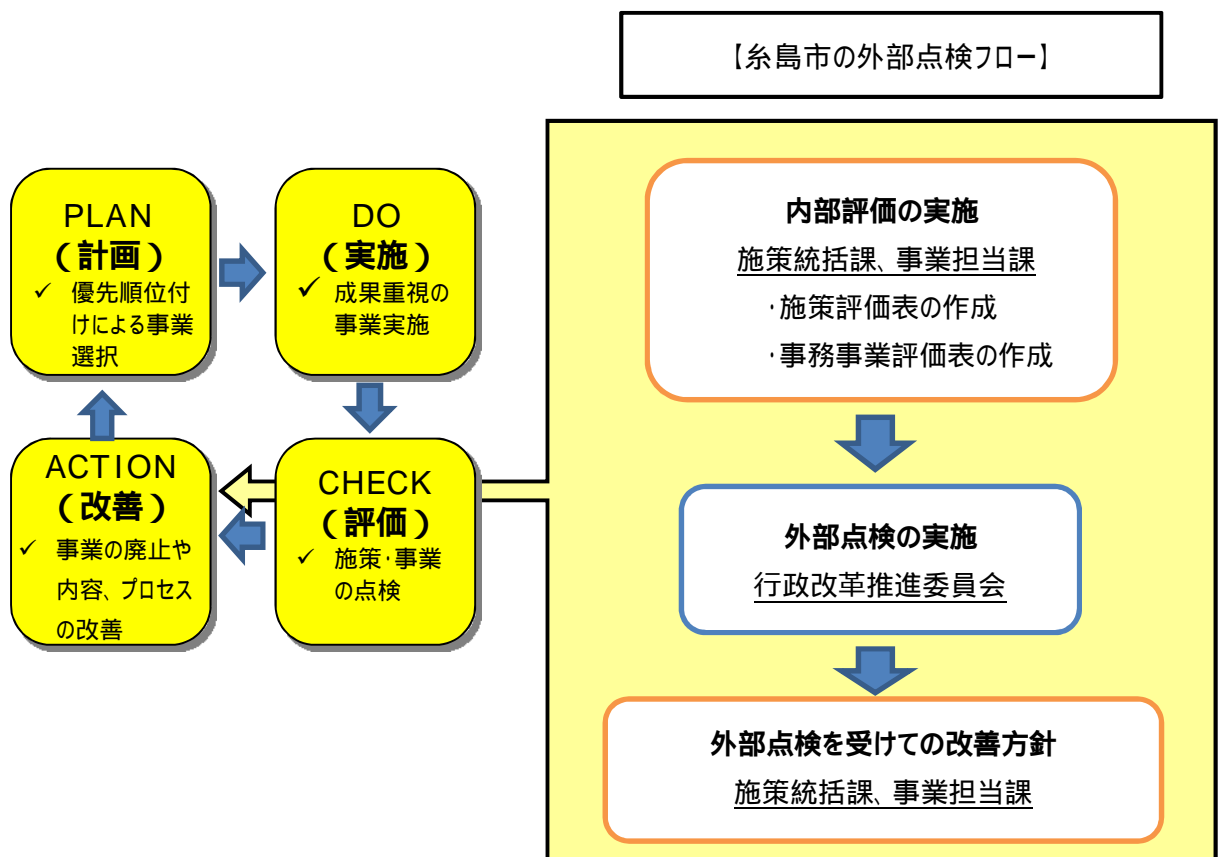 【糸島市の外部点検フロー】
PLAN
（計画）
✓ 優先順位付
けによる事業
選択
DO
（実施）
✓ 成果重視の
事業実施
ACTION
（改善）
✓ 事業の廃止や
内容、プロセス
の改善
CHECK
（評価）
✓ 施策・事業
の点検
内部評価の実施
施策統括課、事業担当課
・施策評価表の作成
・事務事業評価表の作成
外部点検の実施
行政改革推進委員会
外部点検を受けての改善方針
施策統括課、事業担当課